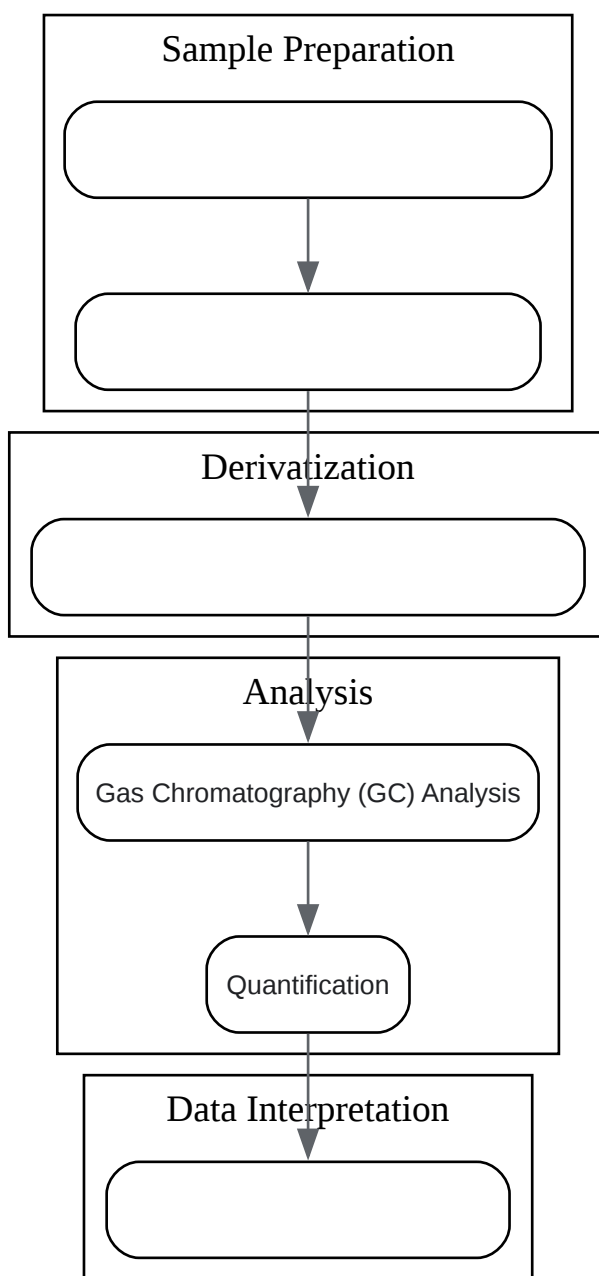 Sample Preparation
Derivatization
Analysis
Gas Chromatography (GC) Analysis
Quantification
Data Interpretation